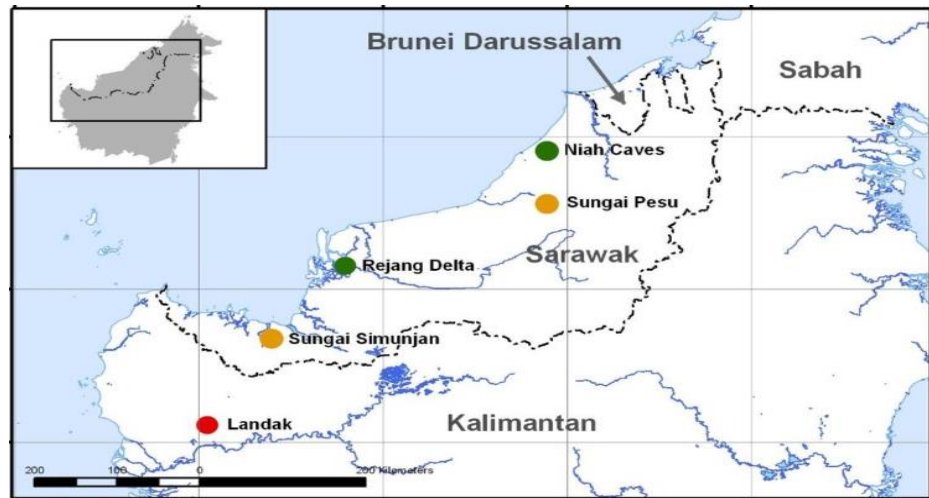 Brunei Darussalam
Sabah
Niah Caves
Sungai Pesu
Sarawak
Rejang Delta
Sungai Simunjan
Landak
Kalimantan
200 100 0 200 Kilometers